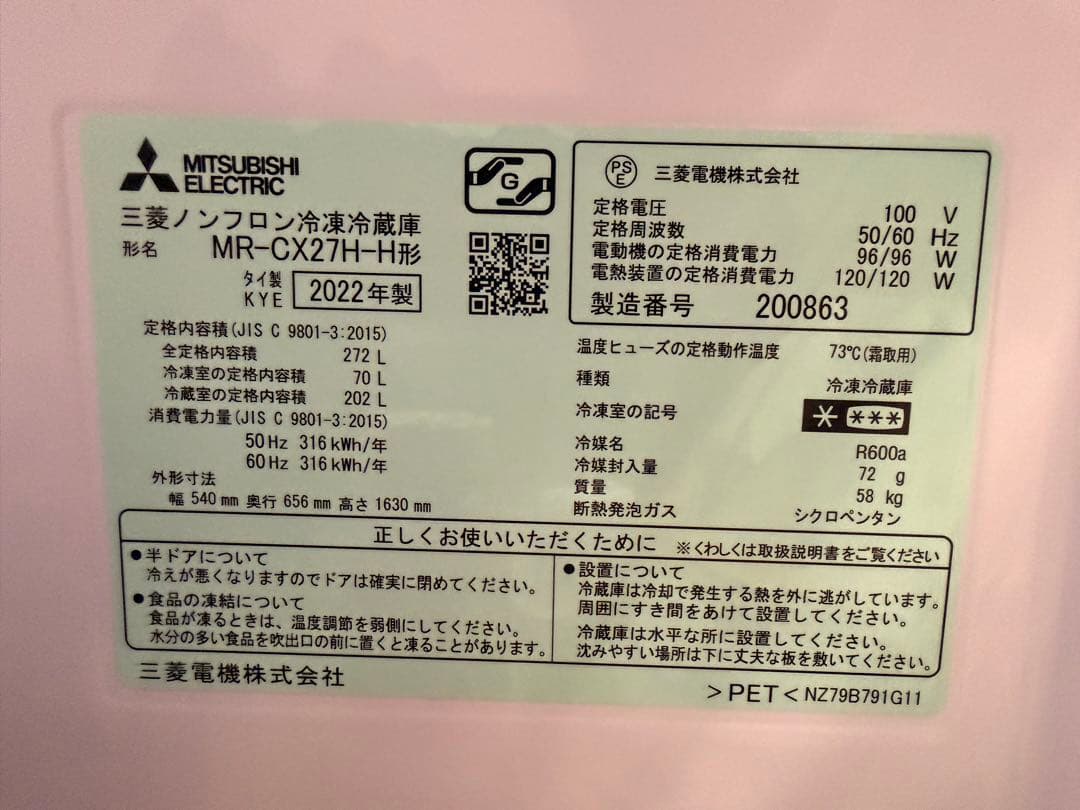 MITSUBISHI
ELECTRIC
三菱ノンフロン冷凍冷蔵庫
形名 MR-CX27H-H形
タイ製
KYE
2022年製
G
定格内容積(JIS C 9801-3:2015)
全定格内容積 272 L
冷凍室の定格内容積 70 L
冷蔵室の定格内容積 202 L
消費電力量(JIS C 9801-3:2015)
50Hz 316kWh/年
60Hz 316kWh/年
外形寸法
幅 540mm 奥行 656mm 高さ 1630mm
PS
E
三菱電機株式会社
定格電圧 100 V
定格周波数 50/60 Hz
電動機の定格消費電力 96/96 W
電熱装置の定格消費電力 120/120 W
製造番号 200863
温度ヒューズの定格動作温度 73℃(霜取用)
種類 冷凍冷蔵庫
冷凍室の記号 * ***
冷媒名 R600a
冷媒封入量 72 g
質量 58 kg
断熱発泡ガス シクロペンタン
正しくお使いいただくために ※くわしくは取扱説明書をご覧ください
●半ドアについて
冷えが悪くなりますのでドアは確実に閉めてください。
●食品の凍結について
食品が凍るときは、温度調節を弱側にしてください。
水分の多い食品を吹出口の前に置くと凍ることがあります。
●設置について
冷蔵庫は冷却で発生する熱を外に逃がしています。
周囲にすき間をあけて設置してください。
冷蔵庫は水平な所に設置してください。
沈みやすい場所は下に丈夫な板を敷いてください。
三菱電機株式会社
>PET< NZ79B791G11